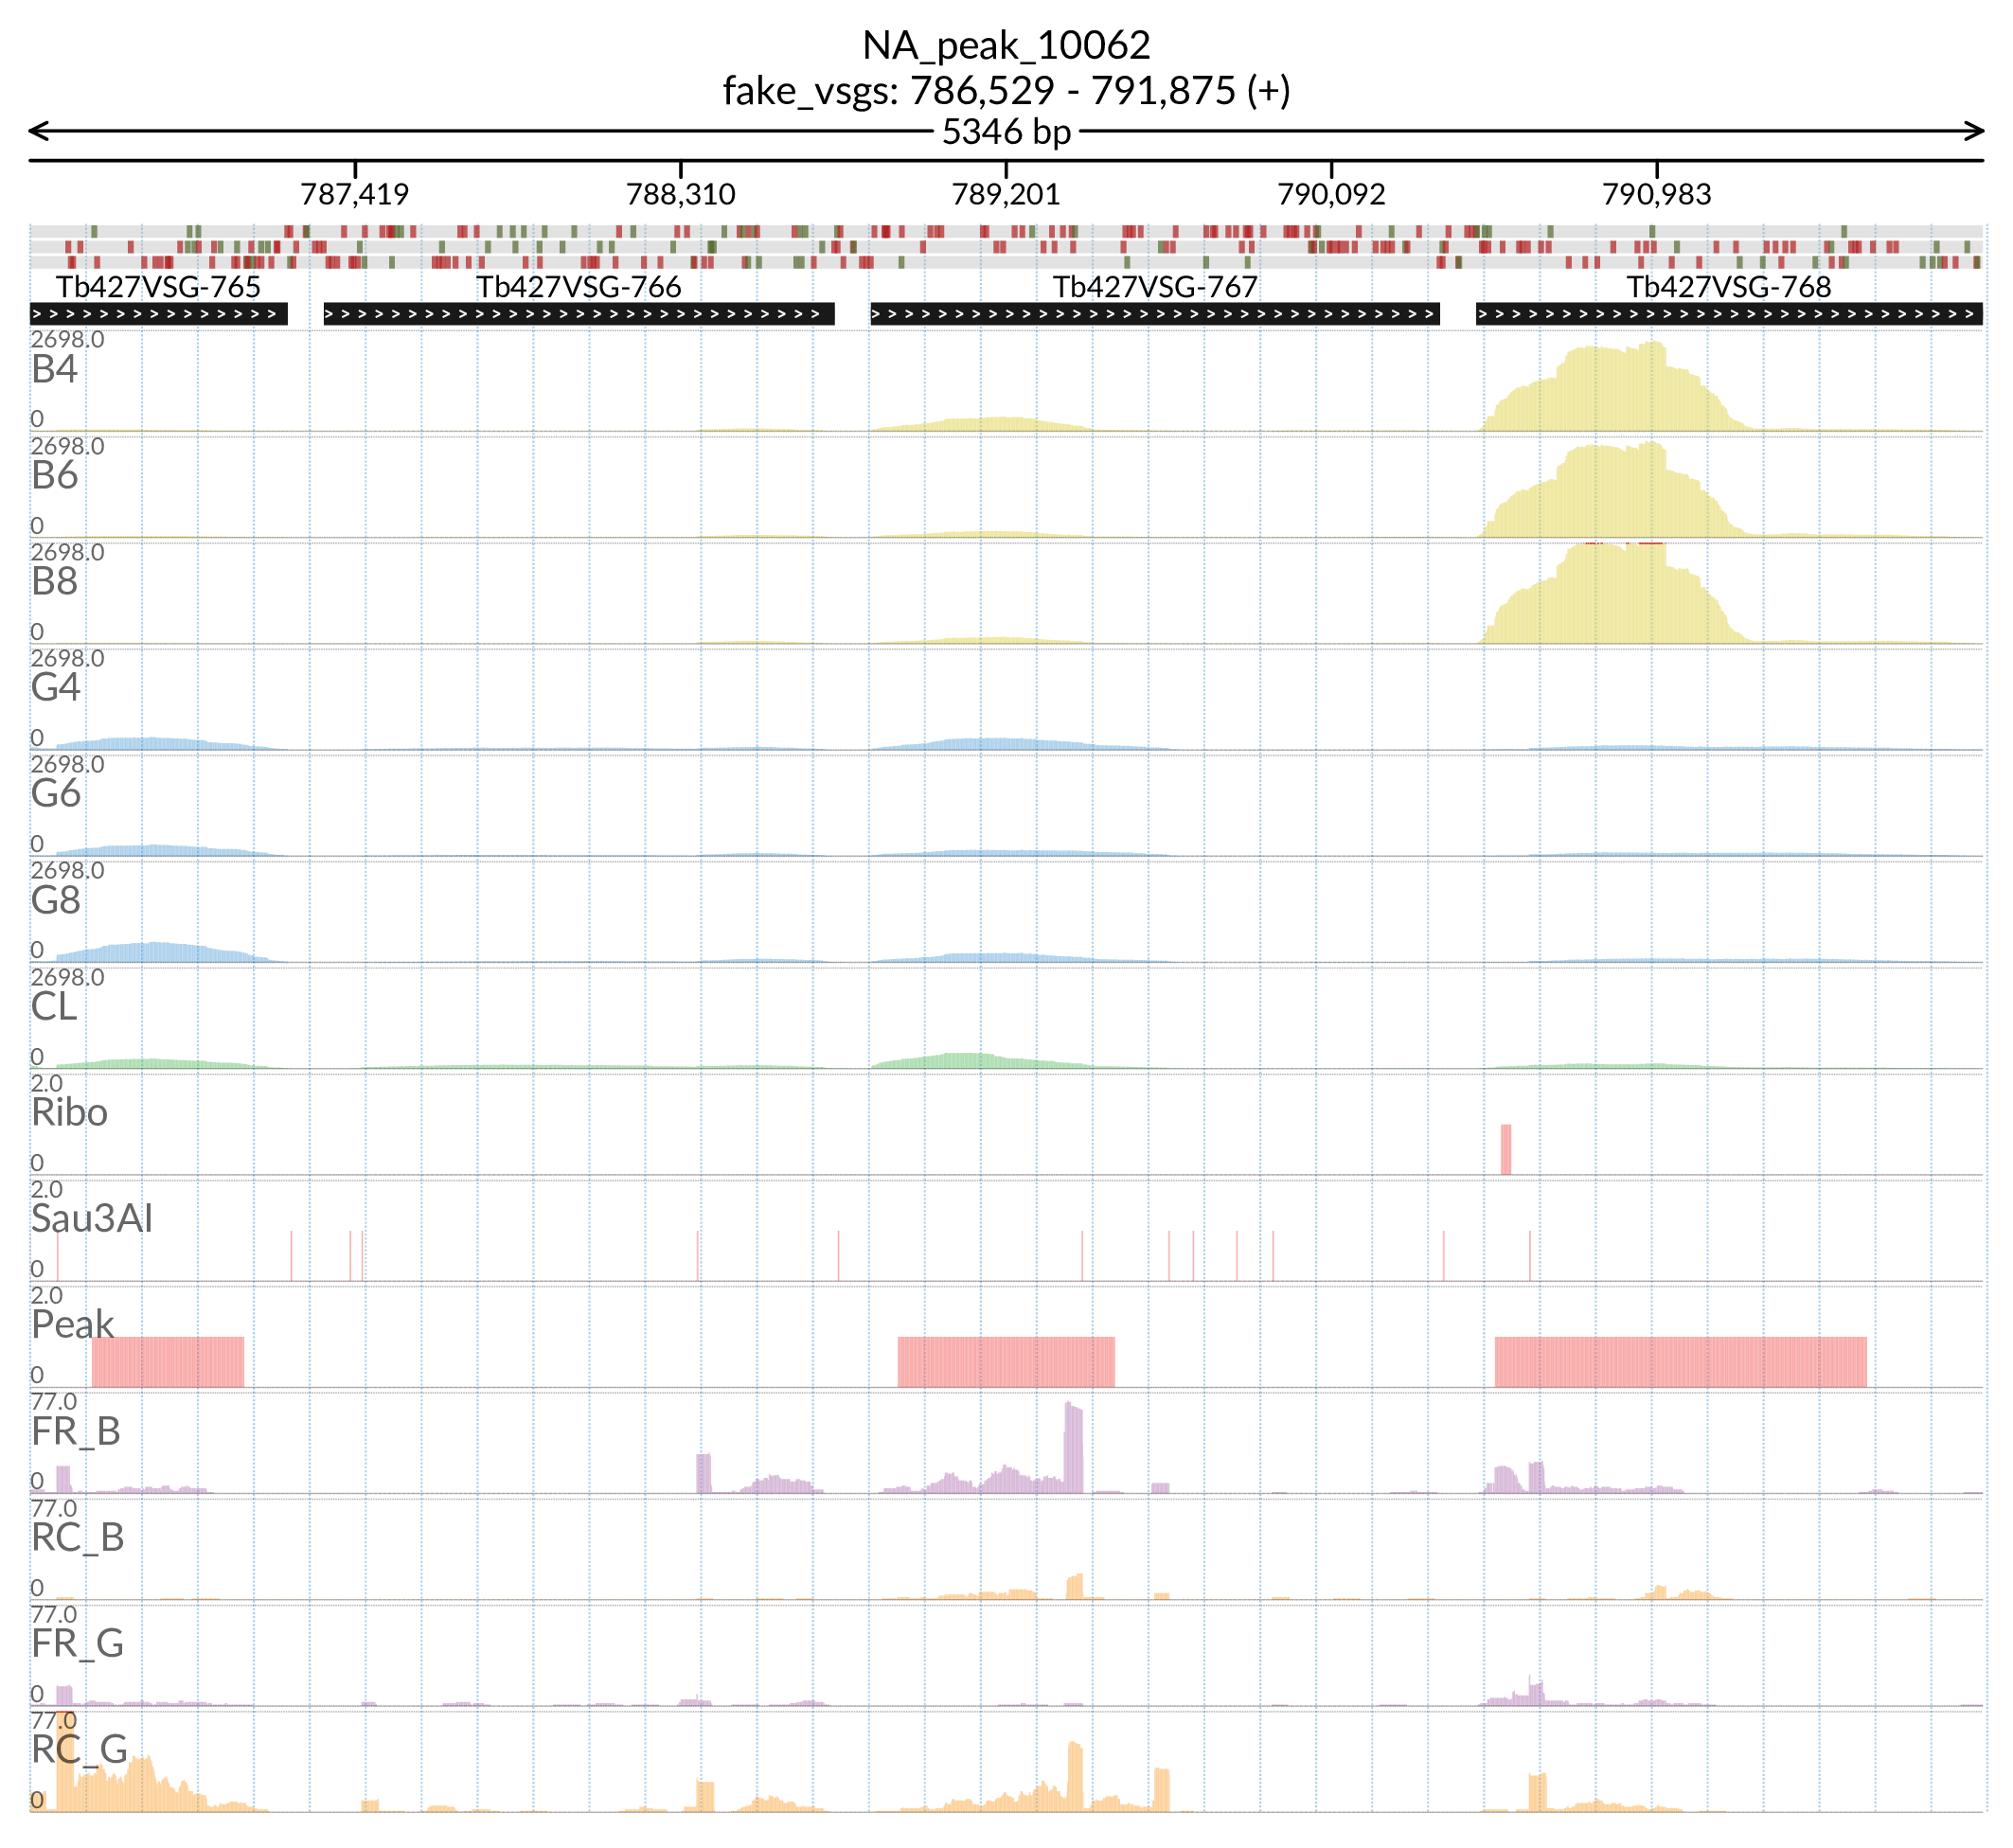 NA_peak_10062
fake_vsgs: 786,529 - 791,875 (+)
5346 bp
787,419 788,310 789,201 790,092 790,983
Tb427VSG-765 Tb427VSG-766 Tb427VSG-767 Tb427VSG-768
2698.0
B4
0
2698.0
B6
0
2698.0
B8
0
2698.0
G4
0
2698.0
G6
0
2698.0
G8
0
2698.0
CL
0
2.0
Ribo
0
2.0
Sau3AI
0
2.0
Peak
0
77.0
FR_B
0
77.0
RC_B
0
77.0
FR_G
0
77.0
RC_G
0